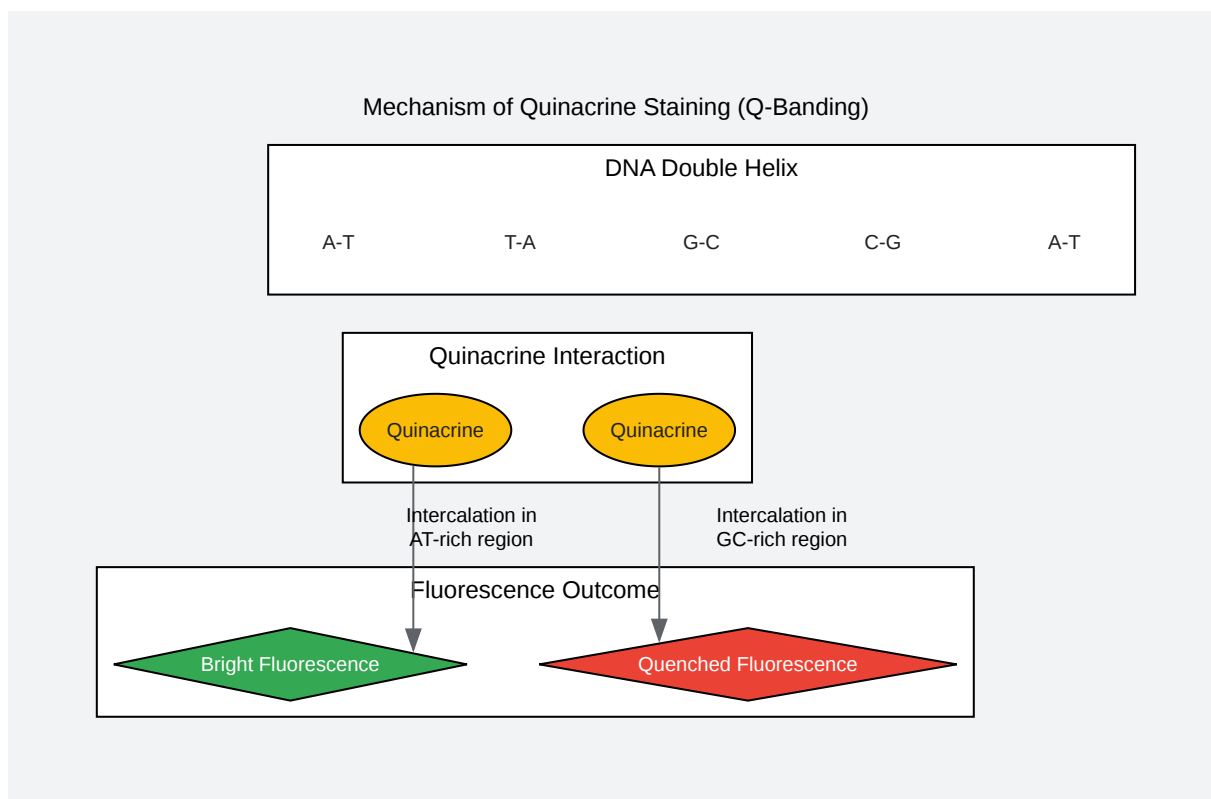 Mechanism of Quinacrine Staining (Q-Banding)
DNA Double Helix
A-T T-A G-C C-G A-T
Quinacrine Interaction
Quinacrine Quinacrine
Intercalation in
AT-rich region
Intercalation in
GC-rich region
Fluorescence Outcome
Bright Fluorescence Quenched Fluorescence